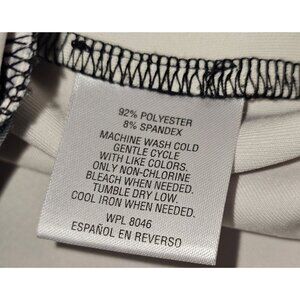 92% POLYESTER
8% SPANDEX
MACHINE WASH COLD
GENTLE CYCLE
WITH LIKE COLORS.
ONLY NON-CHLORINE
BLEACH WHEN NEEDED.
TUMBLE DRY LOW.
COOL IRON WHEN NEEDED.
WPL 8046
ESPAÑOL EN REVERSO